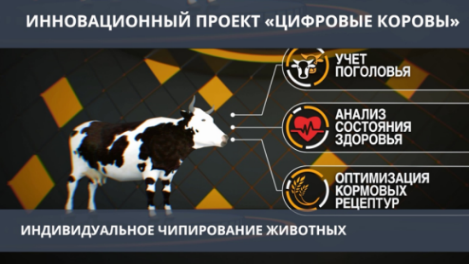 ИННОВАЦИОННЫЙ ПРОЕКТ «ЦИФРОВЫЕ КОРОВЫ»
УЧЕТ
ПОГОЛОВЬЯ
АНАЛИЗ
СОСТОЯНИЯ
ЗДОРОВЬЯ
ОПТИМИЗАЦИЯ
КОРМОВЫХ
РЕЦЕПТУР
ИНДИВИДУАЛЬНОЕ ЧИПИРОВАНИЕ ЖИВОТНЫХ